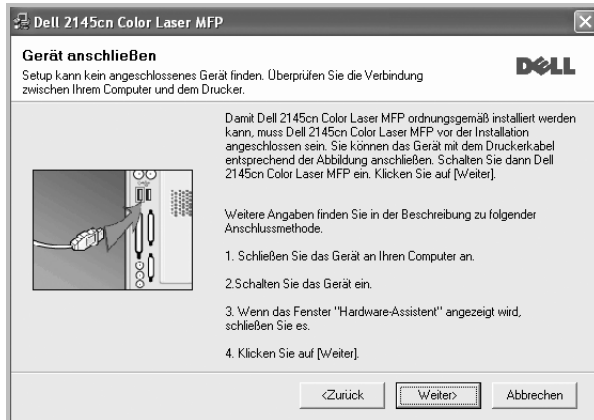 Dell 2145cn Color Laser MFP
Gerät anschließen
Setup kann kein angeschlossenes Gerät finden. Überprüfen Sie die Verbindung
zwischen Ihrem Computer und dem Drucker.
DELL
Damit Dell 2145cn Color Laser MFP ordnungsgemäß installiert werden
kann, muss Dell 2145cn Color Laser MFP vor der Installation
angeschlossen sein. Sie können das Gerät mit dem Druckerkabel
entsprechend der Abbildung anschließen. Schalten Sie dann Dell
2145cn Color Laser MFP ein. Klicken Sie auf [Weiter].
Weitere Angaben finden Sie in der Beschreibung zu folgender
Anschlussmethode.
1. Schließen Sie das Gerät an Ihren Computer an.
2.Schalten Sie das Gerät ein.
3. Wenn das Fenster "Hardware-Assistent" angezeigt wird,
schließen Sie es.
4. Klicken Sie auf [Weiter].
<Zurück
Weiter>
Abbrechen